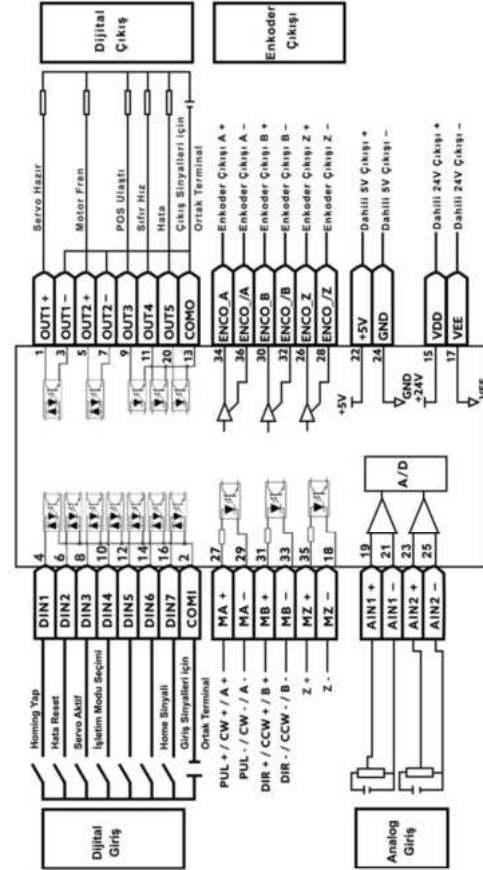 Dijital
Giriş
Homing Yap
Hata Reset
Servo Aktif
İşletim Modu Seçimi
Home Sinyali
Giriş Sinyalleri için
Ortak Terminal
DIN1
DIN2
DIN3
DIN4
DIN5
DIN6
DIN7
COMI
4
6
8
10
12
14
16
2
PUL + / CW + / A +
PUL - / CW - / A -
DIR + / CCW + / B +
DIR - / CCW - / B -
Z +
Z -
MA +
MA -
MB +
MB -
MZ +
MZ -
27
29
31
33
35
18
Analog
Giriş
AIN1 +
AIN1 -
AIN2 +
AIN2 -
19
21
23
25
A/D
Dijital
Çıkış
Servo Hazır
Motor Fren
POS Ulaştı
Sıfır Hız
Hata
Çıkış Sinyalleri için
Ortak Terminal
OUT1 +
OUT1 -
OUT2 +
OUT2 -
OUT3
OUT4
OUT5
COMO
1
3
5
7
9
11
20
13
Enkoder
Çıkışı
Enkoder Çıkışı A +
Enkoder Çıkışı A -
Enkoder Çıkışı B +
Enkoder Çıkışı B -
Enkoder Çıkışı Z +
Enkoder Çıkışı Z -
ENCO_A
ENCO_/A
ENCO_B
ENCO_/B
ENCO_Z
ENCO_/Z
34
36
30
32
26
28
Dahili 5V Çıkışı +
Dahili 5V Çıkışı -
+5V
GND
22
24
+5V
GND
Dahili 24V Çıkışı +
Dahili 24V Çıkışı -
VDD
VEE
15
17
+24V
VEE